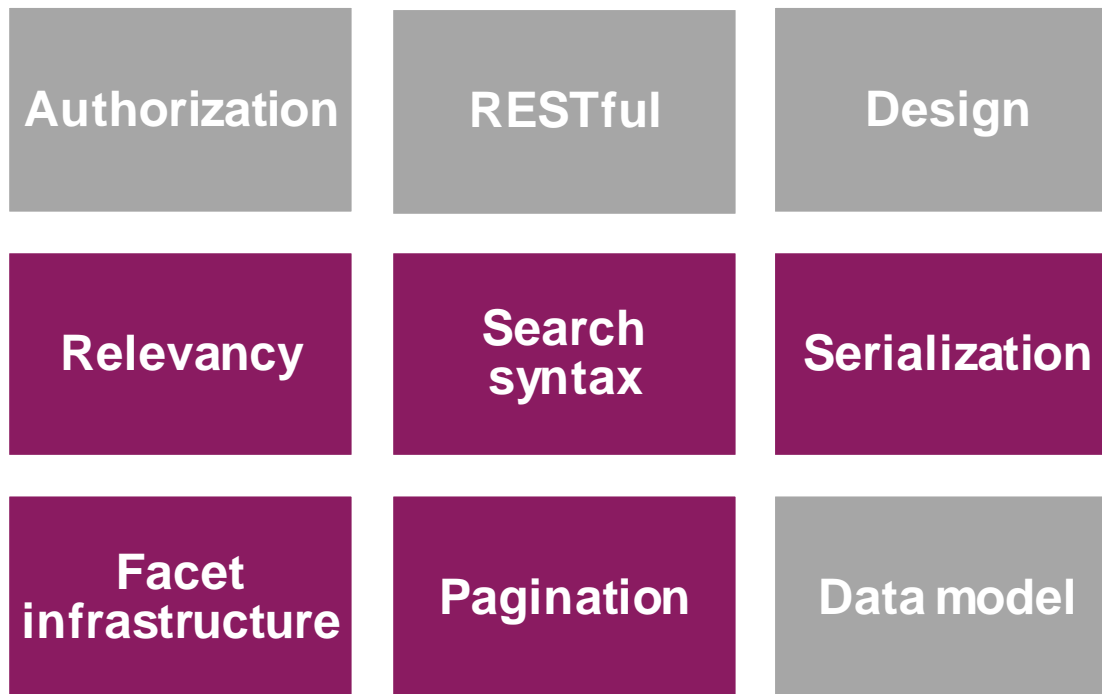 Authorization
RESTful
Design
Relevancy
Search
syntax
Serialization
Facet
infrastructure
Pagination
Data model